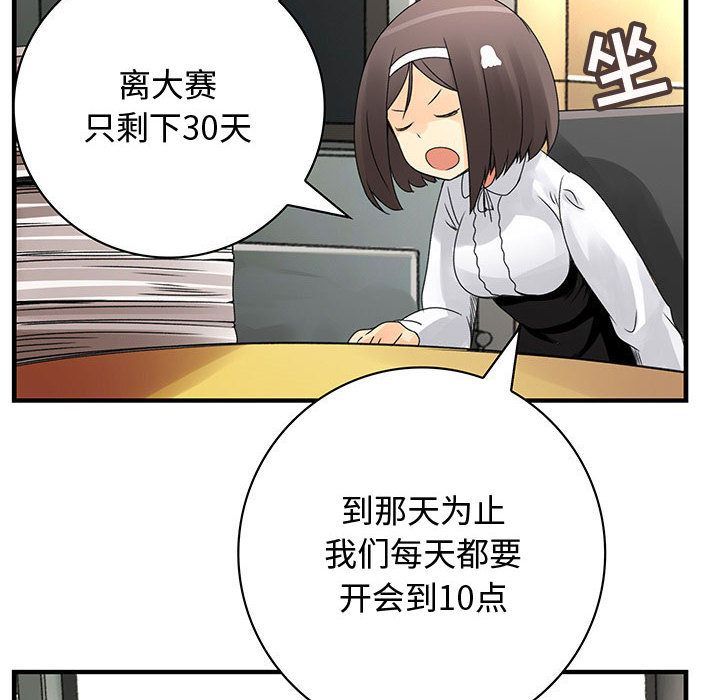 离大赛
只剩下30天
坐
到那天为止
我们每天都要
开会到10点